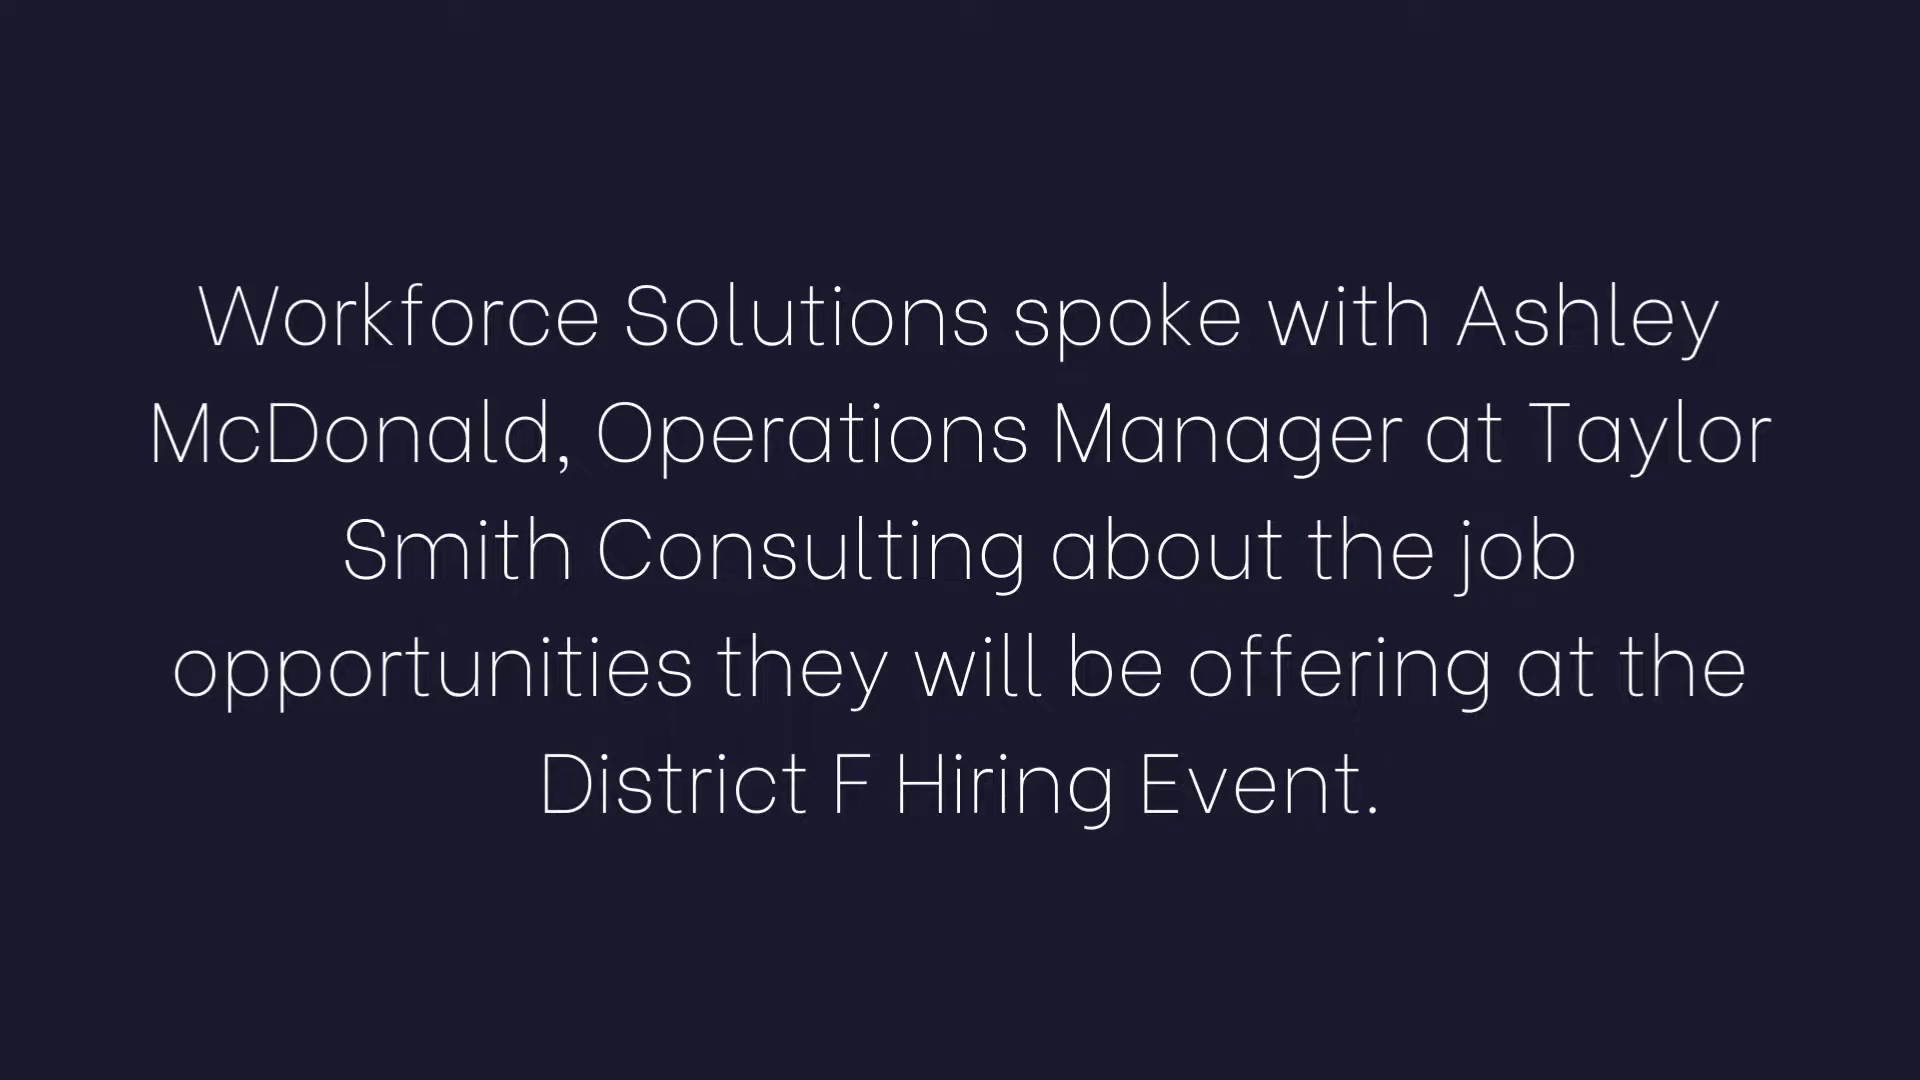 Workforce Solutions spoke with Ashley
McDonald, Operations Manager at Taylor
Smith Consulting about the job
opportunities they will be offering at the
District F Hiring Event.